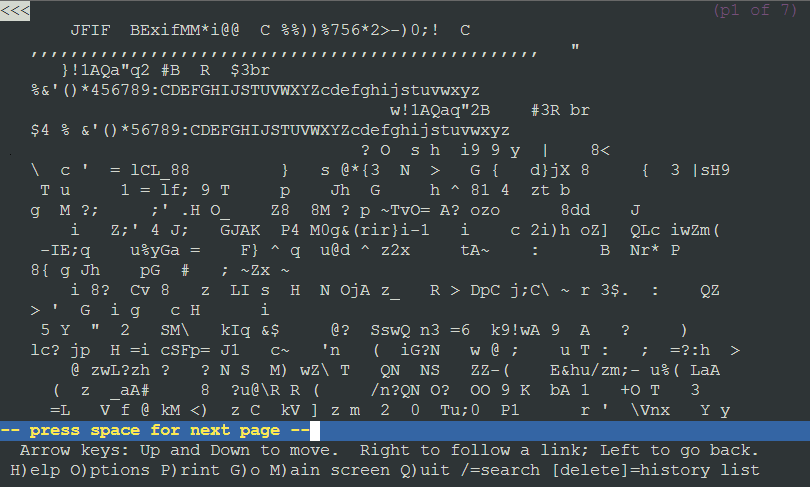 <<< (p1 of 7)
JFIF BExifMM*i@@ C %%))%756*2>-)0;! C
,,,,,,,,,,,,,,,,,,,,,,,,,,,,,,,,,,,,,,,,,,,,,,,,,,, "
}!1AQa"q2 #B R $3br
%&'()*456789:CDEFGHIJSTUVWXYZcdefghijstuvwxyz
w!1AQaq"2B #3R br
$4 % &'()*56789:CDEFGHIJSTUVWXYZcdefghijstuvwxyz
? O s h i9 9 y | 8<
\ c ' = lCL_88 } s @*{3 N > G { d}jX 8 { 3 |sH9
T u 1 = lf; 9 T p Jh G h ^ 81 4 zt b
g M ?; ;' .H O_ Z8 8M ? p ~TvO= A? ozo 8dd J
i Z;' 4 J; GJAK P4 M0g&(rir}i-1 i c 2i)h oZ] QLc iwZm(
-IE;q u%yGa = F} ^ q u@d ^ z2x tA~ : B Nr* P
8{ g Jh pG # ; ~Zx ~
i 8? Cv 8 z LI s H N OjA z_ R > DpC j;C\ ~ r 3$. : QZ
> ' G i g c H i
5 Y " 2 SM\ kIq &$ @? SswQ n3 =6 k9!wA 9 A ? )
lc? jp H =i cSFp= J1 c~ 'n ( iG?N w @ ; u T : ; =?:h >
@ zwL?zh ? ? N S M) wZ\ T QN NS ZZ-( E&hu/zm;- u%( LaA
( z _aA# 8 ?u@\R R ( /n?QN O? OO 9 K bA 1 +O T 3
=L V f @ kM <) z C kV ] z m 2 0 Tu;0 P1 r ' \Vnx Y y
-- press space for next page --
Arrow keys: Up and Down to move. Right to follow a link; Left to go back.
H)elp O)ptions P)rint G)o M)ain screen Q)uit /=search [delete]=history list